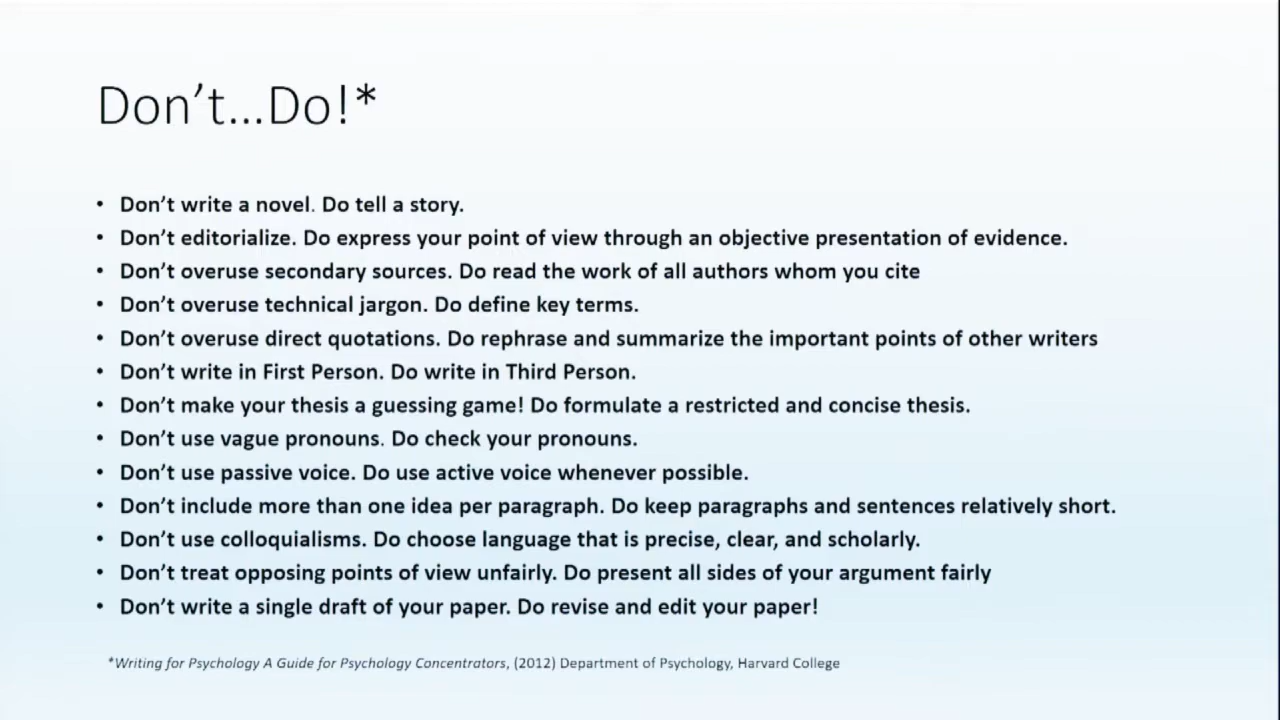 Don't...Do!*
• Don't write a novel. Do tell a story.
• Don't editorialize. Do express your point of view through an objective presentation of evidence.
• Don't overuse secondary sources. Do read the work of all authors whom you cite
• Don't overuse technical jargon. Do define key terms.
• Don't overuse direct quotations. Do rephrase and summarize the important points of other writers
• Don't write in First Person. Do write in Third Person.
• Don't make your thesis a guessing game! Do formulate a restricted and concise thesis.
• Don't use vague pronouns. Do check your pronouns.
• Don't use passive voice. Do use active voice whenever possible.
• Don't include more than one idea per paragraph. Do keep paragraphs and sentences relatively short.
• Don't use colloquialisms. Do choose language that is precise, clear, and scholarly.
• Don't treat opposing points of view unfairly. Do present all sides of your argument fairly
• Don't write a single draft of your paper. Do revise and edit your paper!
*Writing for Psychology A Guide for Psychology Concentrators, (2012) Department of Psychology, Harvard College